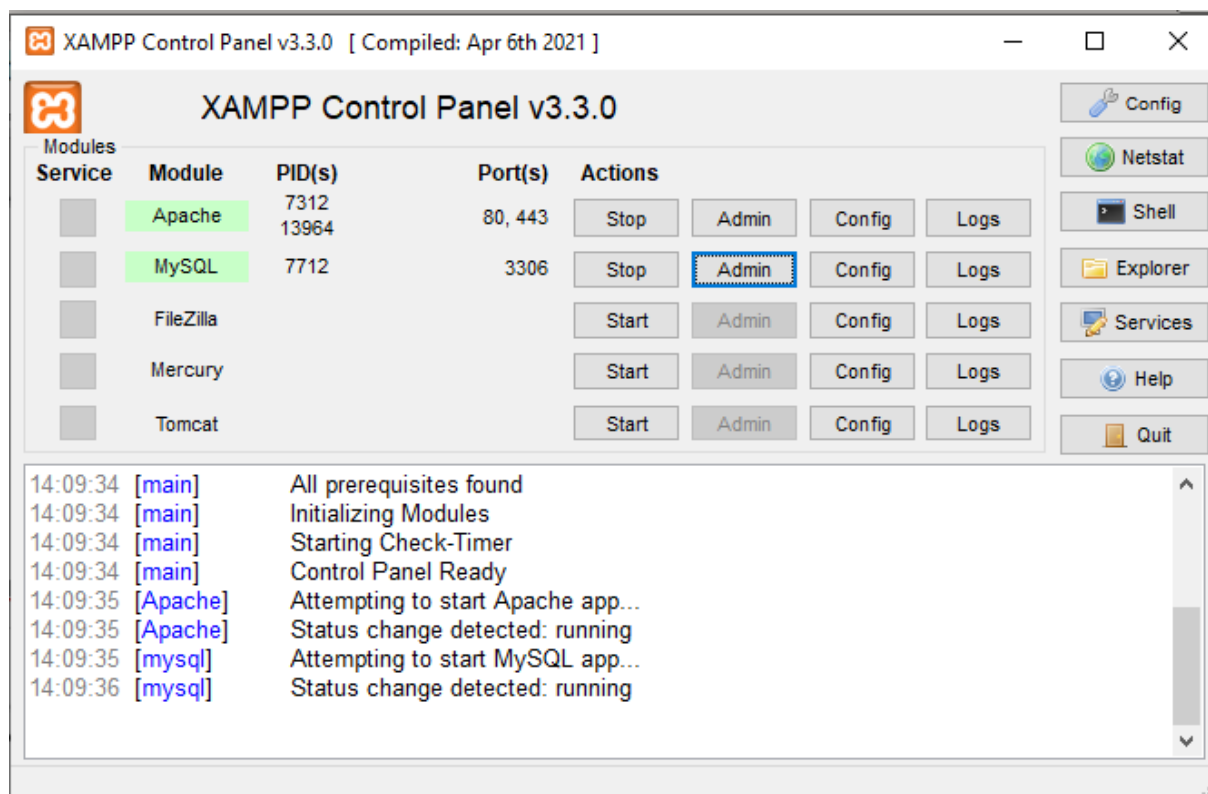 XAMPP Control Panel v3.3.0 [ Compiled: Apr 6th 2021 ]
XAMPP Control Panel v3.3.0
Config
Modules
Service Module PID(s) Port(s) Actions
Netstat
Apache 7312 13964 80, 443 Stop Admin Config Logs
Shell
MySQL 7712 3306 Stop Admin Config Logs
Explorer
FileZilla Start Admin Config Logs
Services
Mercury Start Admin Config Logs
Help
Tomcat Start Admin Config Logs
Quit
14:09:34 [main] All prerequisites found
14:09:34 [main] Initializing Modules
14:09:34 [main] Starting Check-Timer
14:09:34 [main] Control Panel Ready
14:09:35 [Apache] Attempting to start Apache app...
14:09:35 [Apache] Status change detected: running
14:09:35 [mysql] Attempting to start MySQL app...
14:09:36 [mysql] Status change detected: running